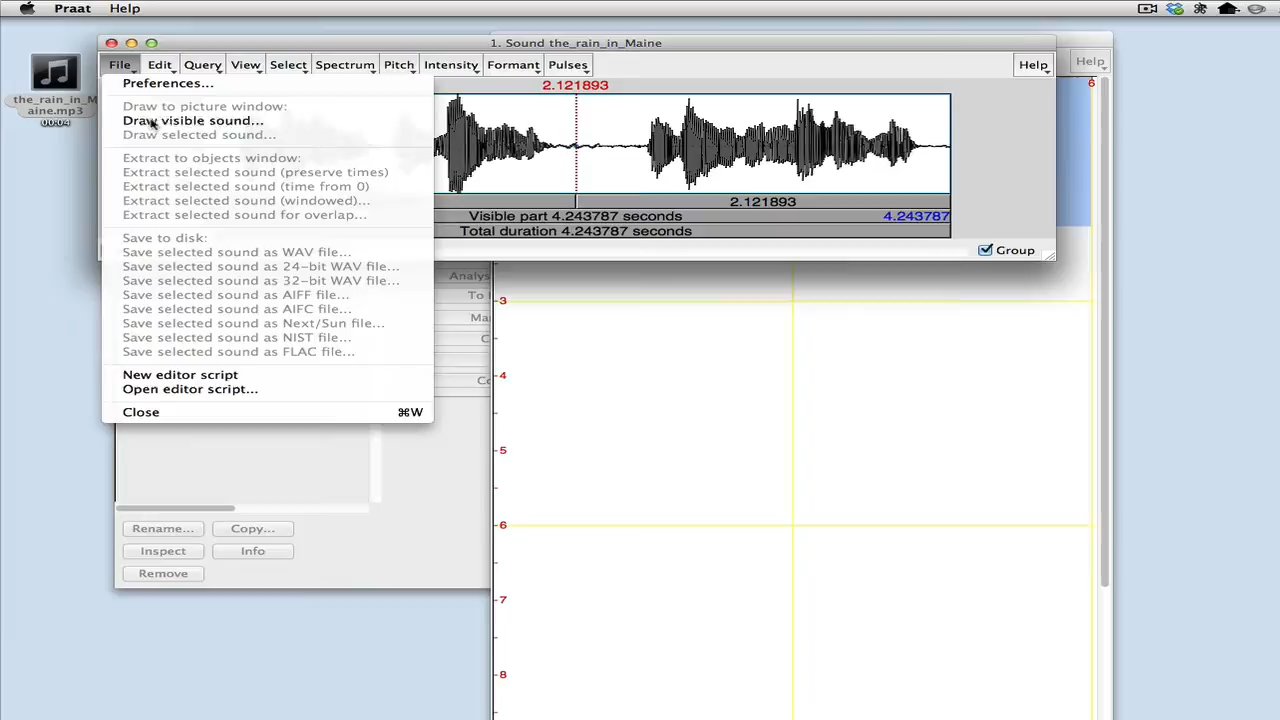 Praat Help
1. Sound the_rain_in_Maine
File Edit Query View Select Spectrum Pitch Intensity Formant Pulses Help
Help
the_rain_in_M
aine.mp3
00:04
Preferences...
Draw to picture window:
Draw visible sound...
Draw selected sound...
Extract to objects window:
Extract selected sound (preserve times)
Extract selected sound (time from 0)
Extract selected sound (windowed)...
Extract selected sound for overlap...
Save to disk:
Save selected sound as WAV file...
Save selected sound as 24-bit WAV file...
Save selected sound as 32-bit WAV file...
Save selected sound as AIFF file...
Save selected sound as AIFC file...
Save selected sound as Next/Sun file...
Save selected sound as NIST file...
Save selected sound as FLAC file...
New editor script
Open editor script...
Close ⌘W
2.121893
2.121893
Visible part 4.243787 seconds 4.243787
Total duration 4.243787 seconds
Group
Analys
To
Ma
C
Co
Rename... Copy...
Inspect Info
Remove
6
3
4
5
6
7
8